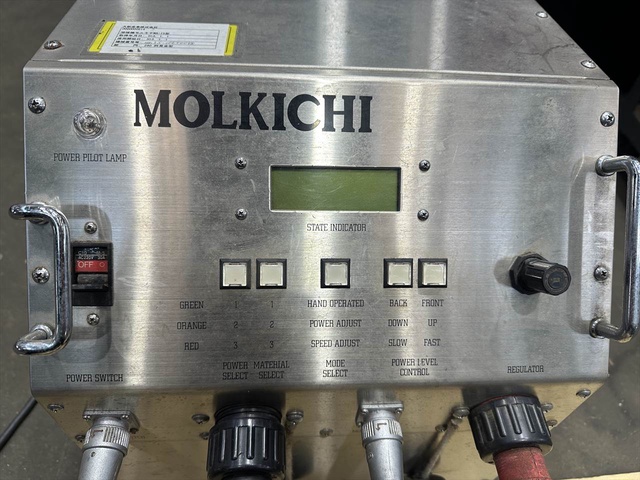 MOLKICHI
POWER PILOT LAMP
STATE INDICATOR
OFF
GREEN 1 1 HAND OPERATED BACK FRONT
ORANGE 2 2 POWER ADJUST DOWN UP
RED 3 3 SPEED ADJUST SLOW FAST
POWER SELECT MATERIAL SELECT MODE SELECT POWER LEVEL CONTROL
POWER SWITCH
REGULATOR